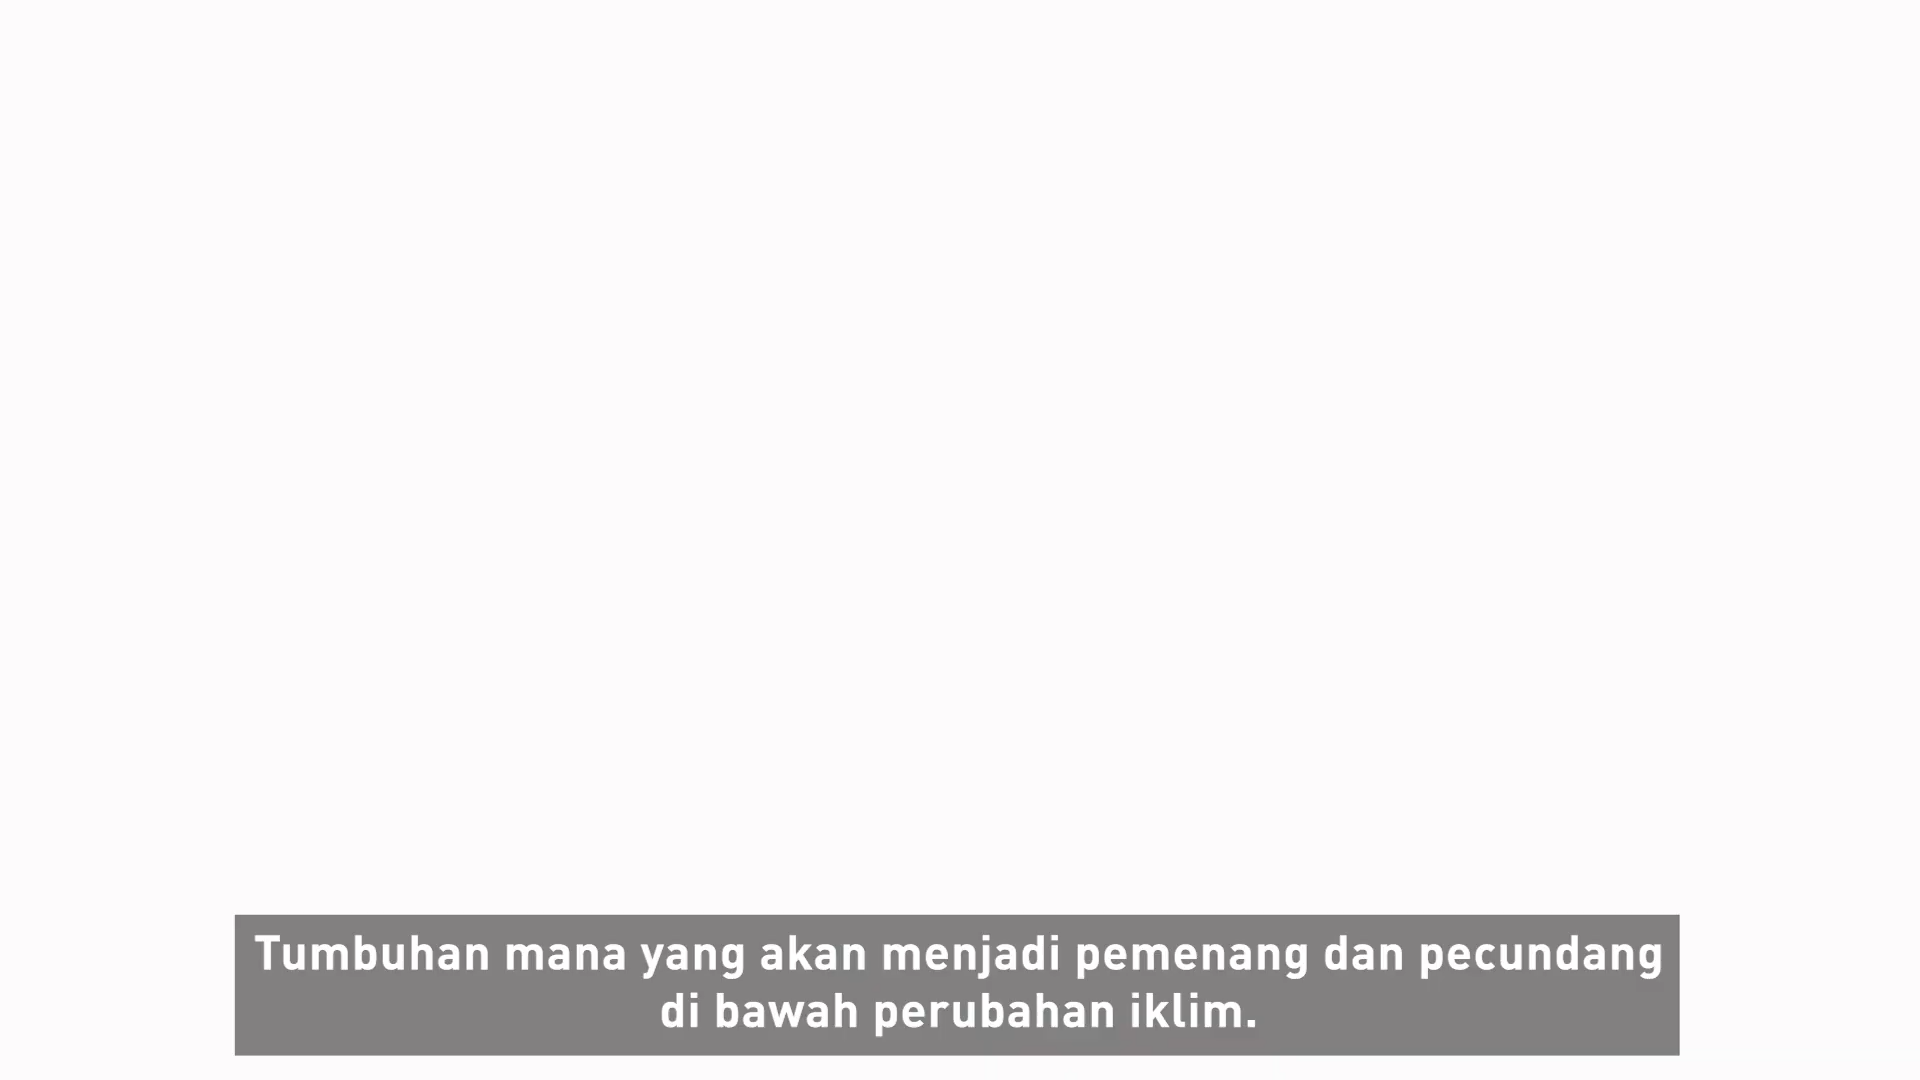 Tumbuhan mana yang akan menjadi pemenang dan pecundang
di bawah perubahan iklim.